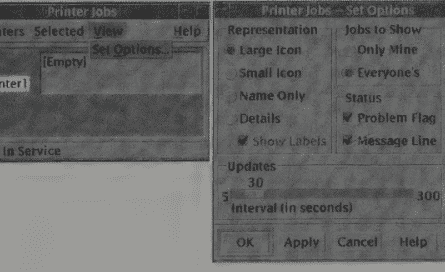 Printer Jobs
Selected View Help
Set Options...
[Empty]
In Service
Printer Jobs - Set Options
Representation
Large Icon
Small Icon
Name Only
Details
Show Labels
Jobs to Show
Only Mine
Everyone's
Status
Problem Flag
Message Line
Updates
30
5 300
Interval (in seconds)
OK Apply Cancel Help